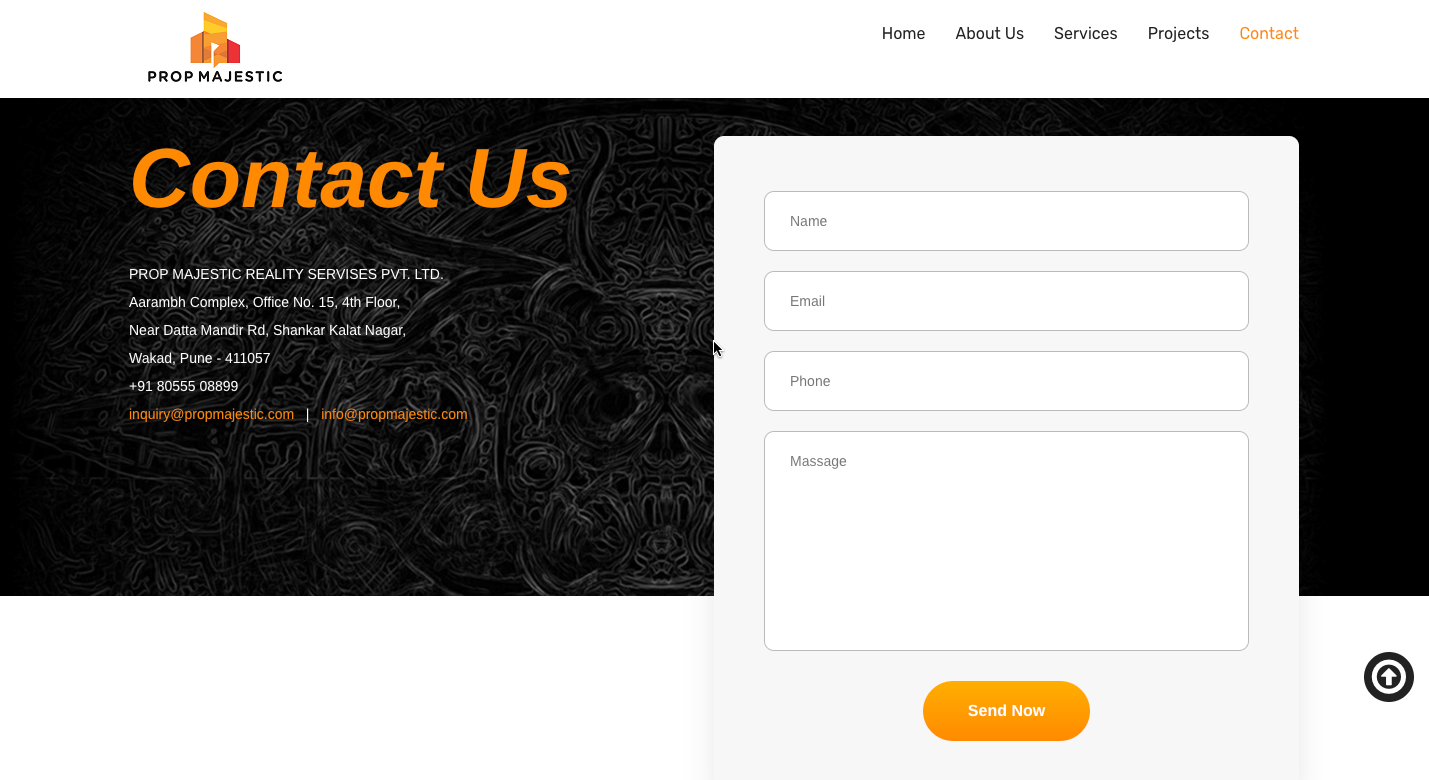 PROP MAJESTIC
Home About Us Services Projects Contact
Contact Us
PROP MAJESTIC REALITY SERVISES PVT. LTD.
Aarambh Complex, Office No. 15, 4th Floor,
Near Datta Mandir Rd, Shankar Kalat Nagar,
Wakad, Pune - 411057
+91 80555 08899
inquiry@propmajestic.com | info@propmajestic.com
Name
Email
Phone
Massage
Send Now